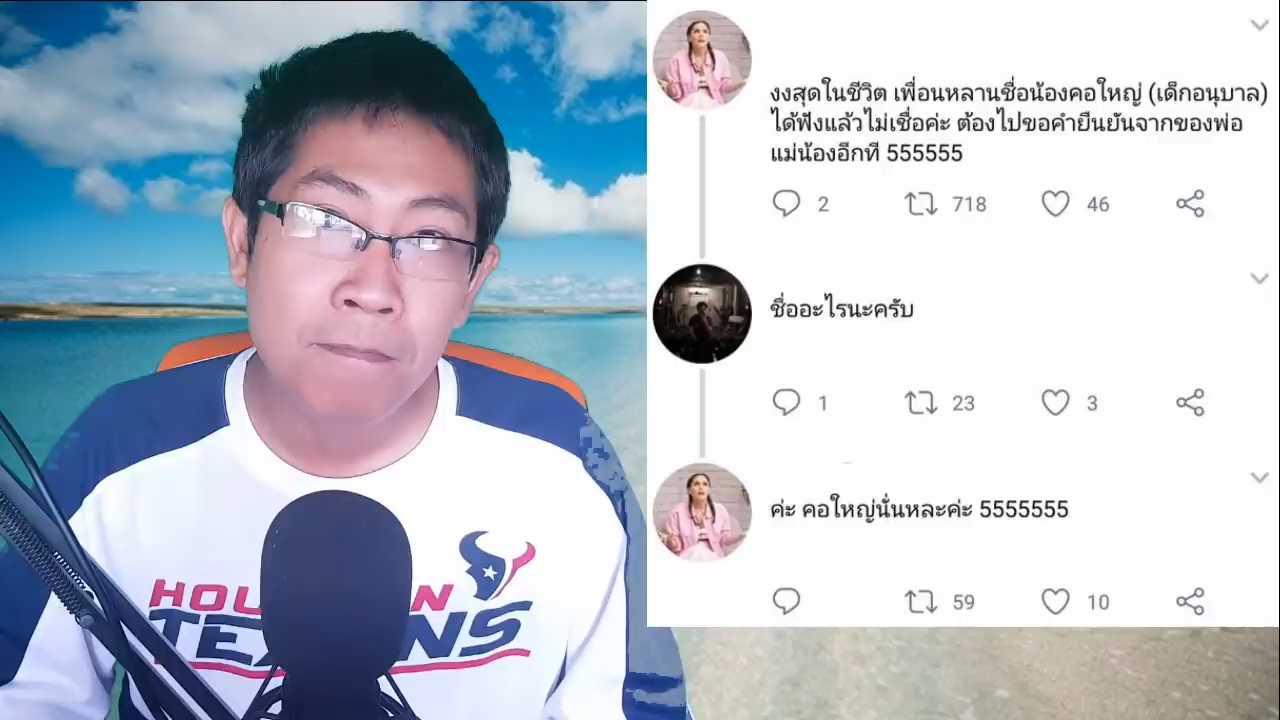 งงสุดในชีวิต เพื่อนหลานชื่อน้องคอใหญ่ (เด็กอนุบาล)
ได้ฟังแล้วไม่เชื่อค่ะ ต้องไปขอคำยืนยันจากของพ่อ
แม่น้องอีกที 555555
2 718 46
ชื่ออะไรนะครับ
1 23 3
ค่ะ คอใหญ่นั่นหละค่ะ 5555555
59 10